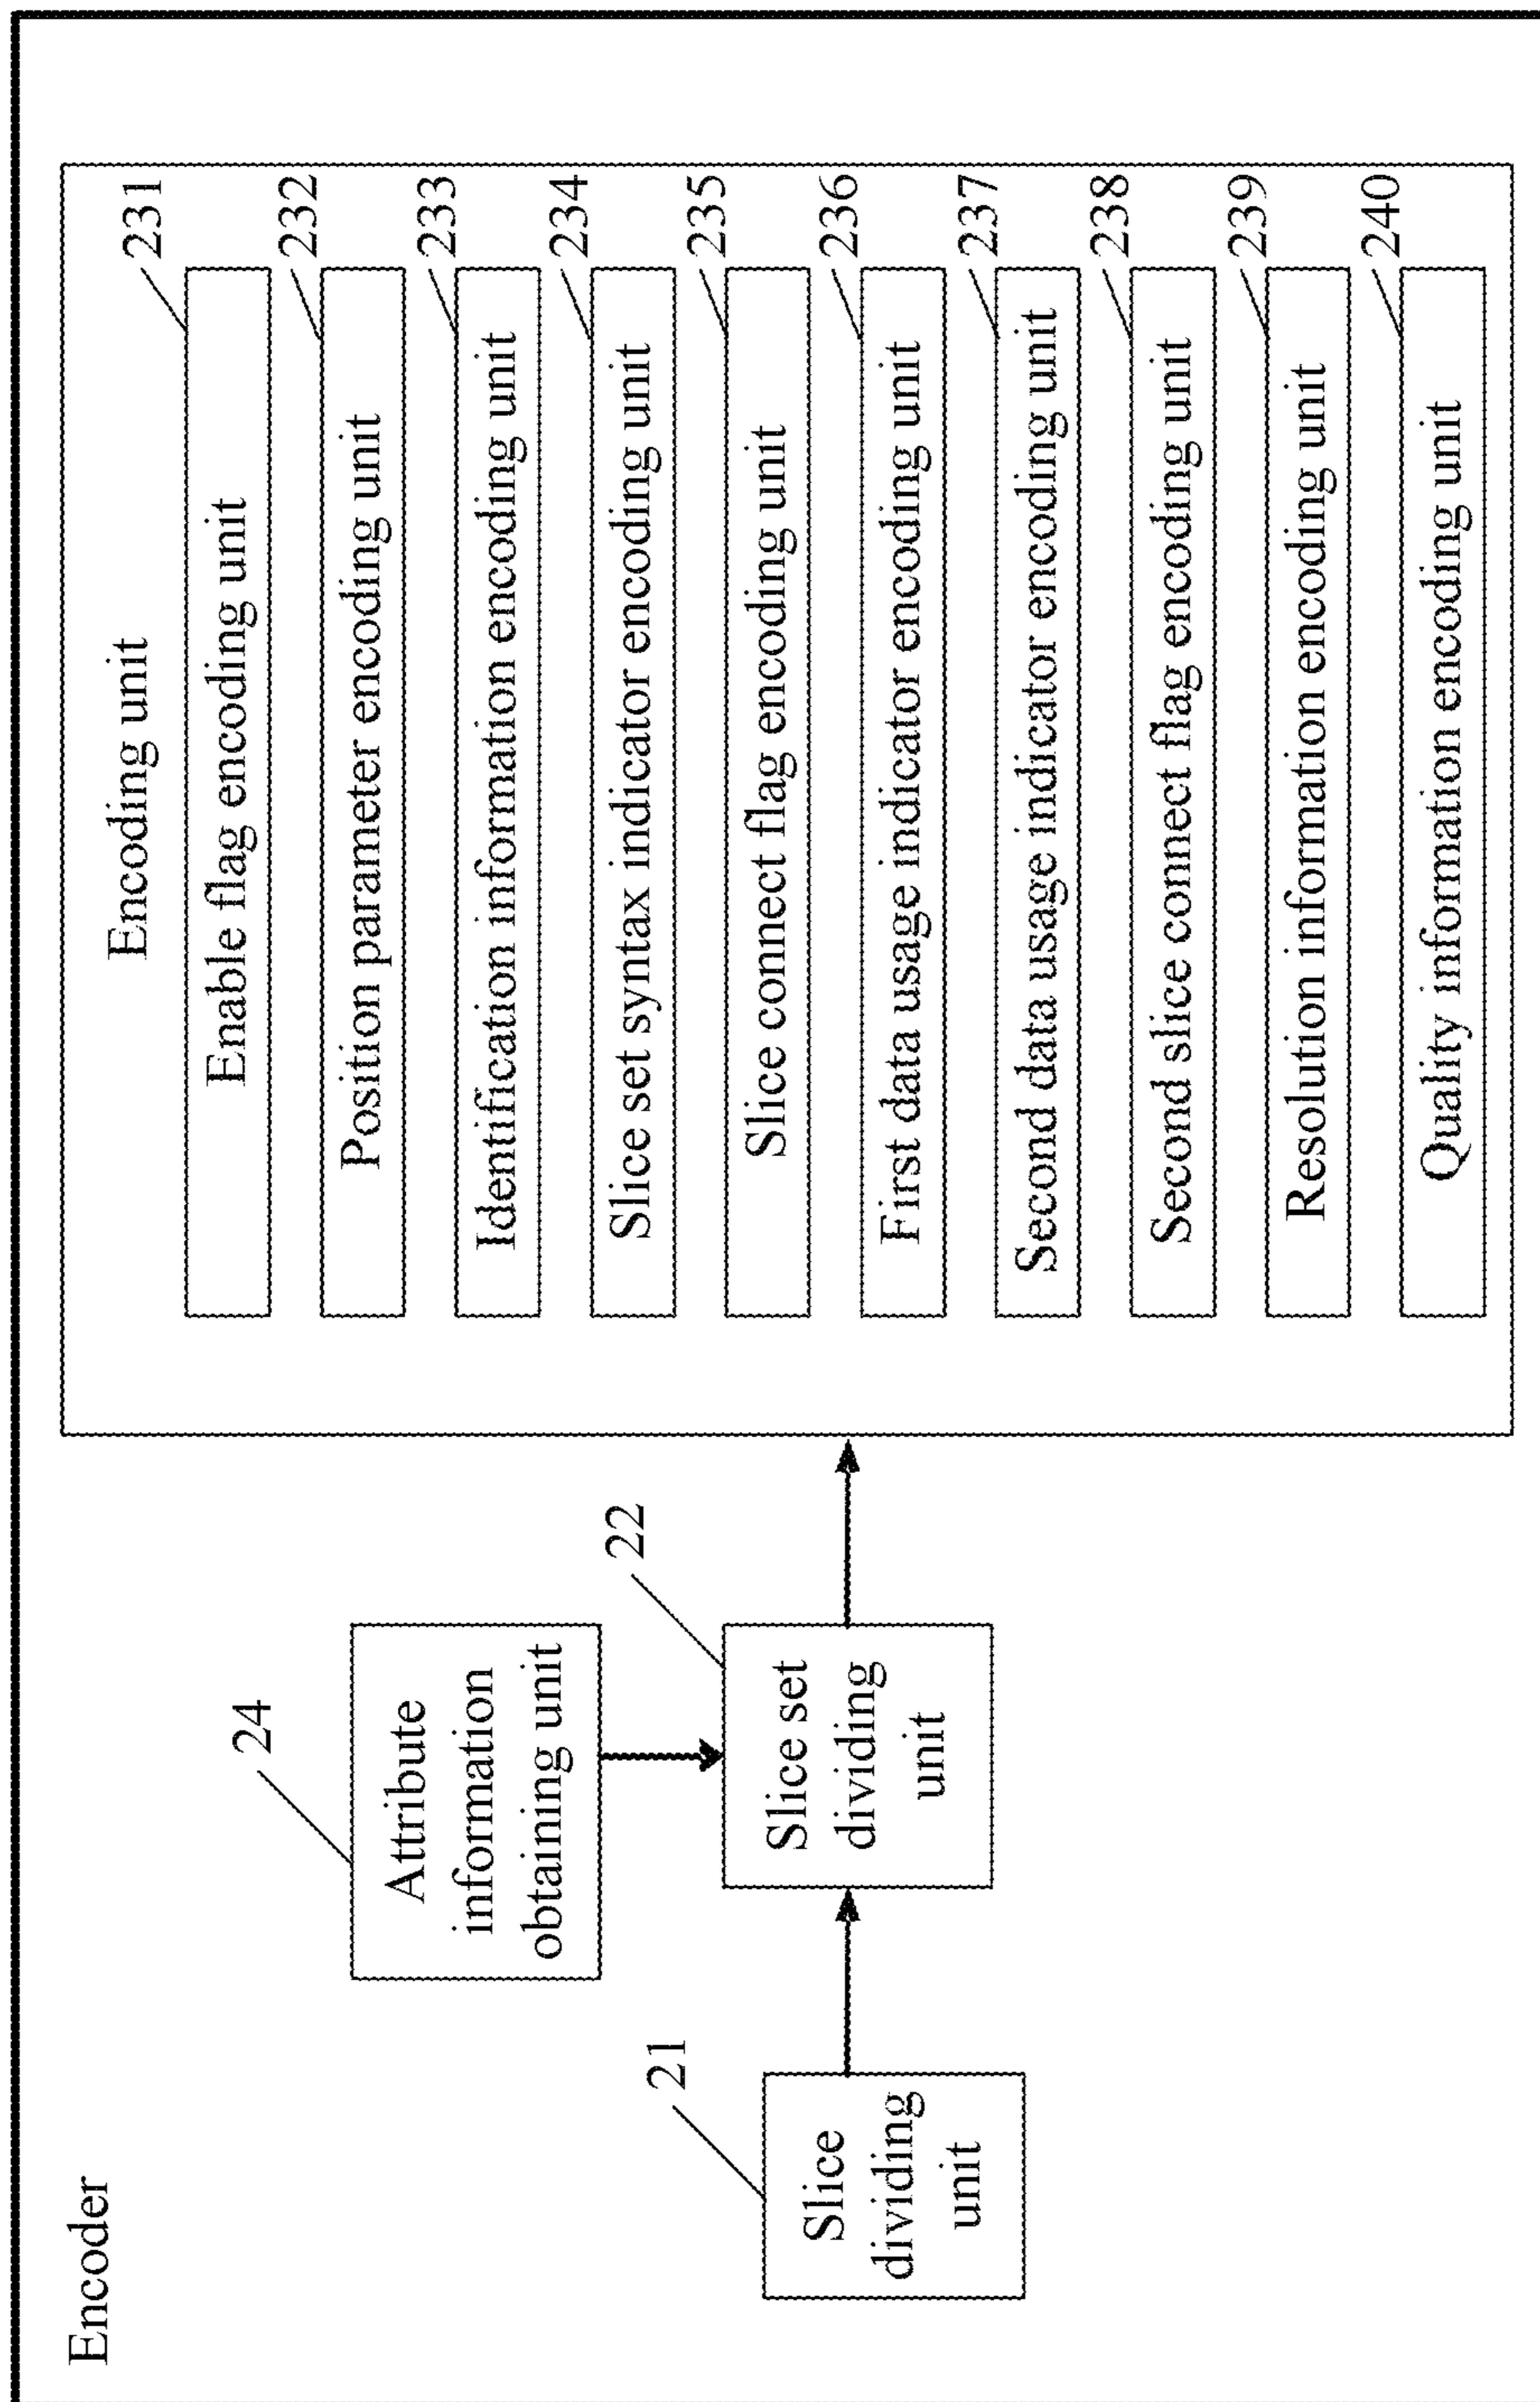 Encoder
Slice
dividing
unit
21
Attribute
information
obtaining unit
24
Slice set
dividing
unit
22
Encoding unit
Enable flag encoding unit
231
Position parameter encoding unit
232
Identification information encoding unit
233
Slice set syntax indicator encoding unit
234
Slice connect flag encoding unit
235
First data usage indicator encoding unit
236
Second data usage indicator encoding unit
237
Second slice connect flag encoding unit
238
Resolution information encoding unit
239
Quality information encoding unit
240